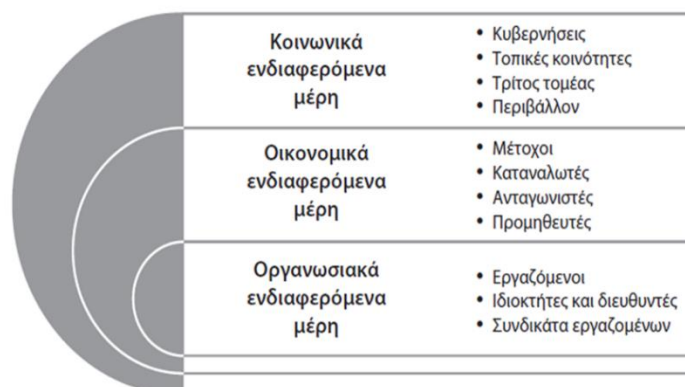 Κοινωνικά
ενδιαφερόμενα
μέρη
• Κυβερνήσεις
• Τοπικές κοινότητες
• Τρίτος τομέας
• Περιβάλλον
Οικονομικά
ενδιαφερόμενα
μέρη
• Μέτοχοι
• Καταναλωτές
• Ανταγωνιστές
• Προμηθευτές
Οργανωσιακά
ενδιαφερόμενα
μέρη
• Εργαζόμενοι
• Ιδιοκτήτες και διευθυντές
• Συνδικάτα εργαζομένων